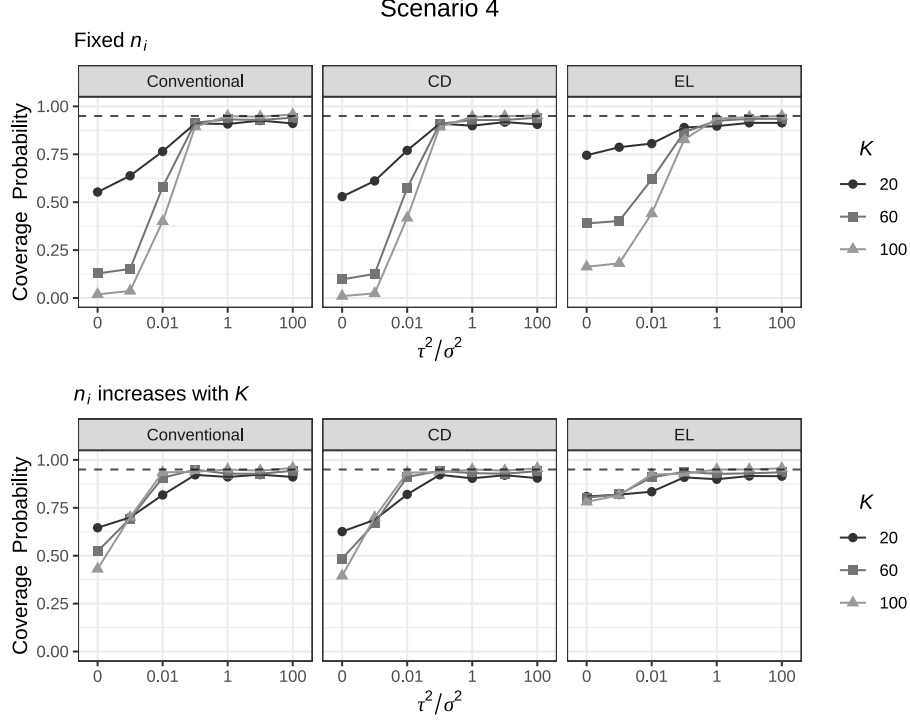 Scenario 4
Fixed nᵢ
Conventional
CD
EL
Coverage Probability
1.00
0.75
0.50
0.25
0.00
0
0.01
1
100
0
0.01
1
100
0
0.01
1
100
τ²/σ²
K
20
60
100
nᵢ increases with K
Conventional
CD
EL
Coverage Probability
1.00
0.75
0.50
0.25
0.00
0
0.01
1
100
0
0.01
1
100
0
0.01
1
100
τ²/σ²
K
20
60
100